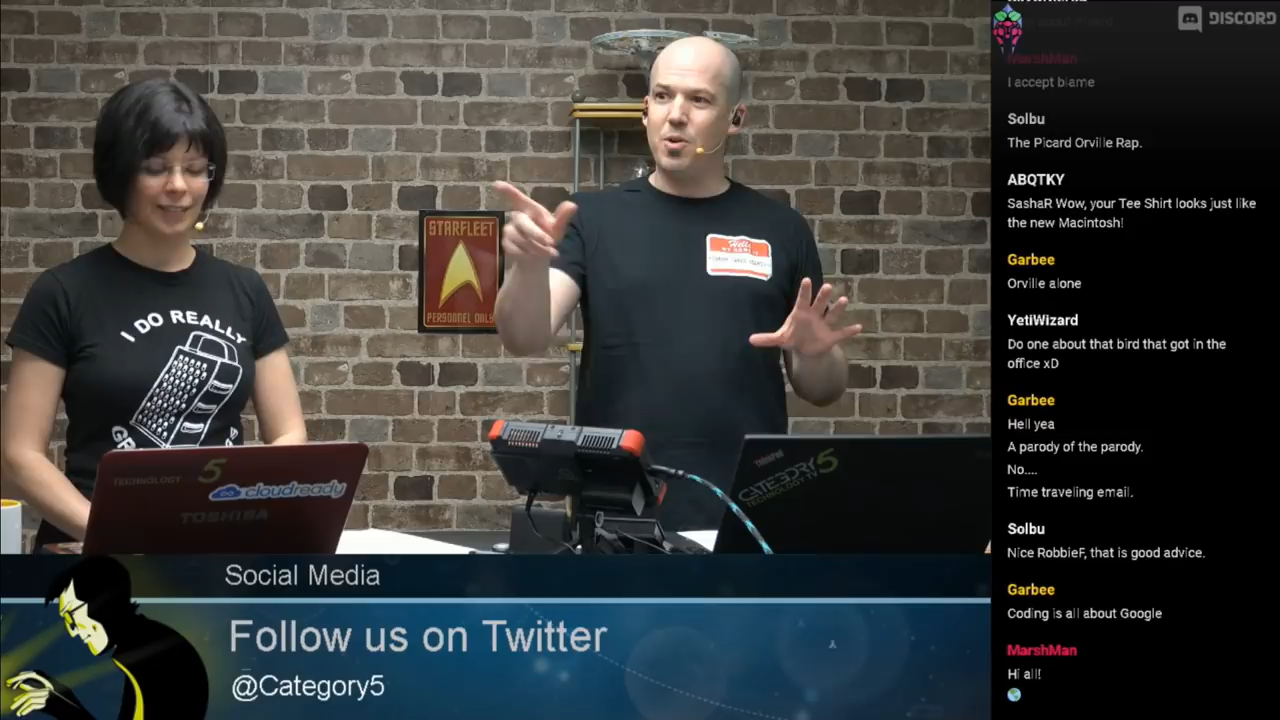 STARFLEET
PERSONNEL ONLY
Hello
I DO REALLY
GR
TECHNOLOGY 5
cloudready
TOSHIBA
ThinkPad
CATEGORY5
TECHNOLOGY TV
Social Media
Follow us on Twitter
@Category5
DISCORD
MarshMan
I accept blame
Solbu
The Picard Orville Rap.
ABQTKY
SashaR Wow, your Tee Shirt looks just like
the new Macintosh!
Garbee
Orville alone
YetiWizard
Do one about that bird that got in the
office xD
Garbee
Hell yea
A parody of the parody.
No....
Time traveling email.
Solbu
Nice RobbieF, that is good advice.
Garbee
Coding is all about Google
MarshMan
Hi all!